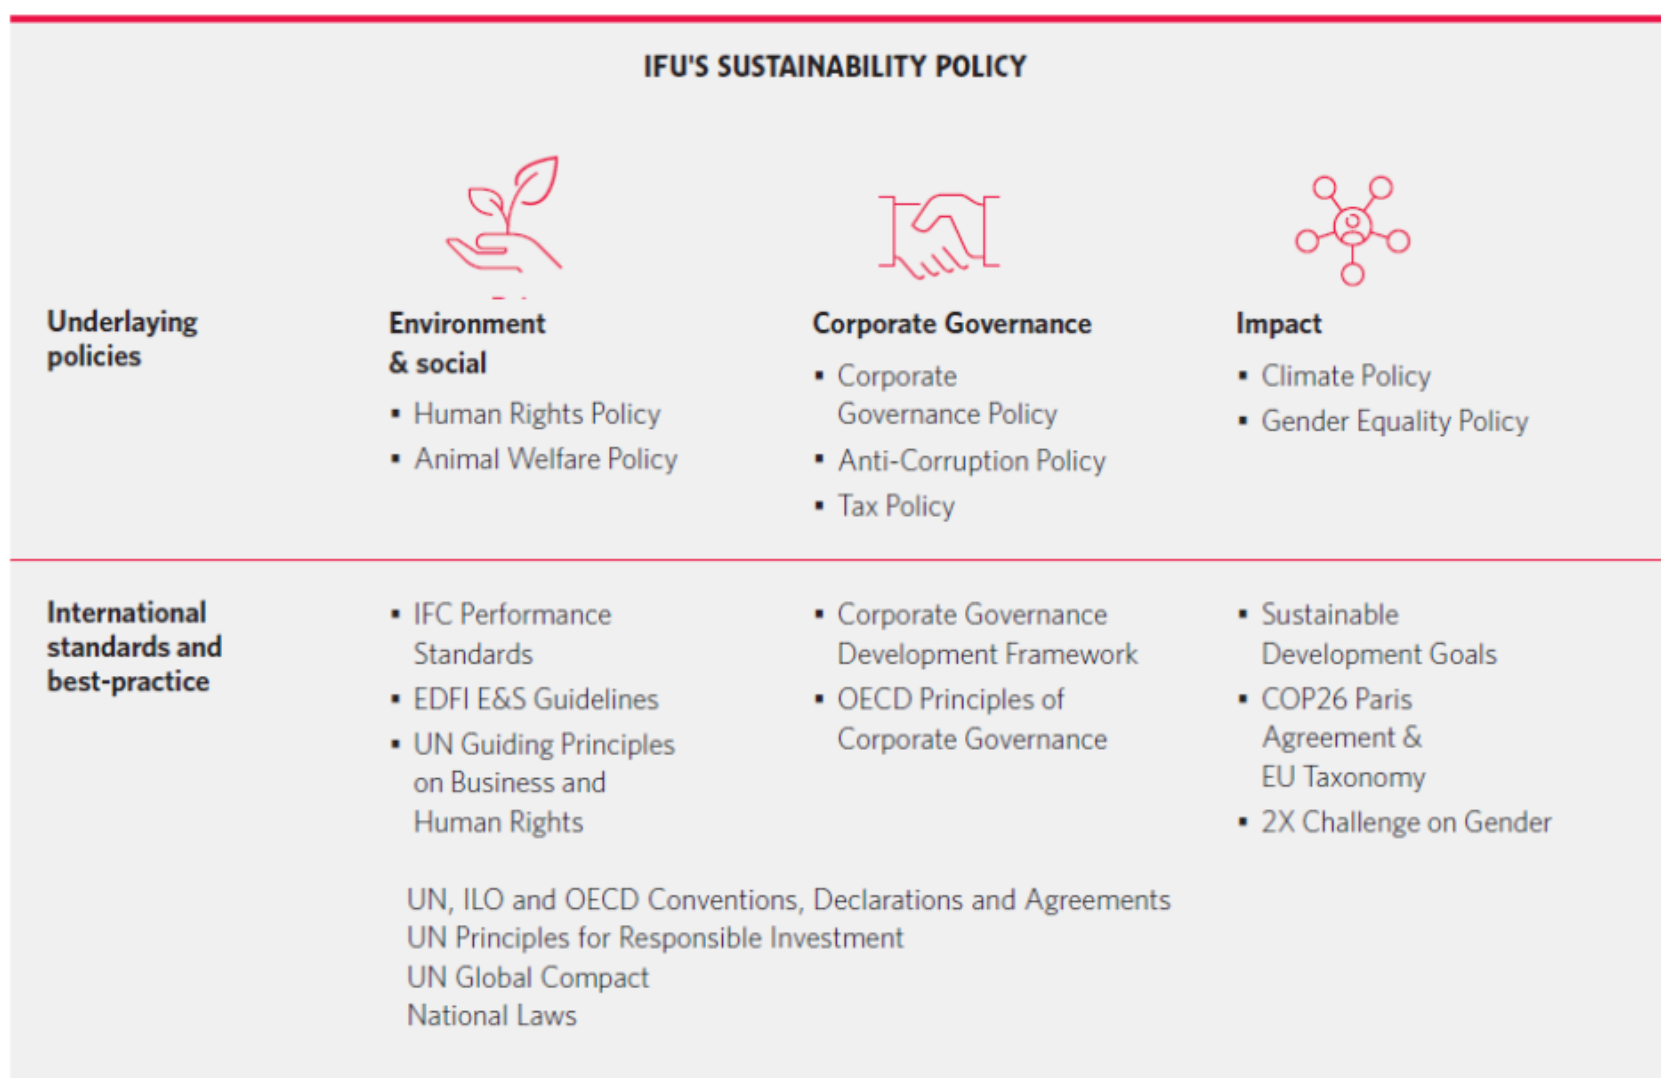 IFU'S SUSTAINABILITY POLICY
Underlaying
policies
Environment
& social
▪ Human Rights Policy
▪ Animal Welfare Policy
Corporate Governance
▪ Corporate
Governance Policy
▪ Anti-Corruption Policy
▪ Tax Policy
Impact
▪ Climate Policy
▪ Gender Equality Policy
International
standards and
best-practice
▪ IFC Performance
Standards
▪ EDFI E&S Guidelines
▪ UN Guiding Principles
on Business and
Human Rights
▪ Corporate Governance
Development Framework
▪ OECD Principles of
Corporate Governance
▪ Sustainable
Development Goals
▪ COP26 Paris
Agreement &
EU Taxonomy
▪ 2X Challenge on Gender
UN, ILO and OECD Conventions, Declarations and Agreements
UN Principles for Responsible Investment
UN Global Compact
National Laws